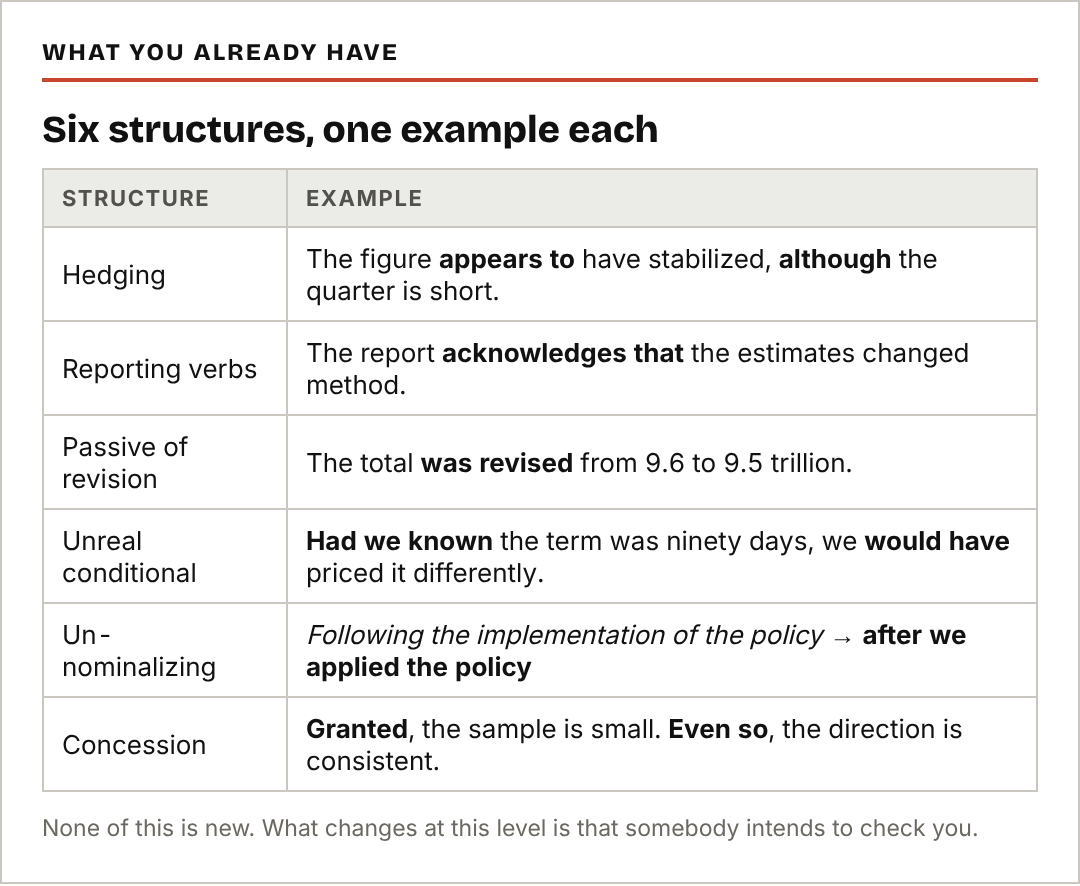 WHAT YOU ALREADY HAVE
Six structures, one example each
STRUCTURE
EXAMPLE
Hedging
The figure appears to have stabilized, although the
quarter is short.
Reporting verbs
The report acknowledges that the estimates changed
method.
Passive of
revision
The total was revised from 9.6 to 9.5 trillion.
Unreal
conditional
Had we known the term was ninety days, we would have
priced it differently.
Un-
nominalizing
Following the implementation of the policy → after we
applied the policy
Concession
Granted, the sample is small. Even so, the direction is
consistent.
None of this is new. What changes at this level is that somebody intends to check you.